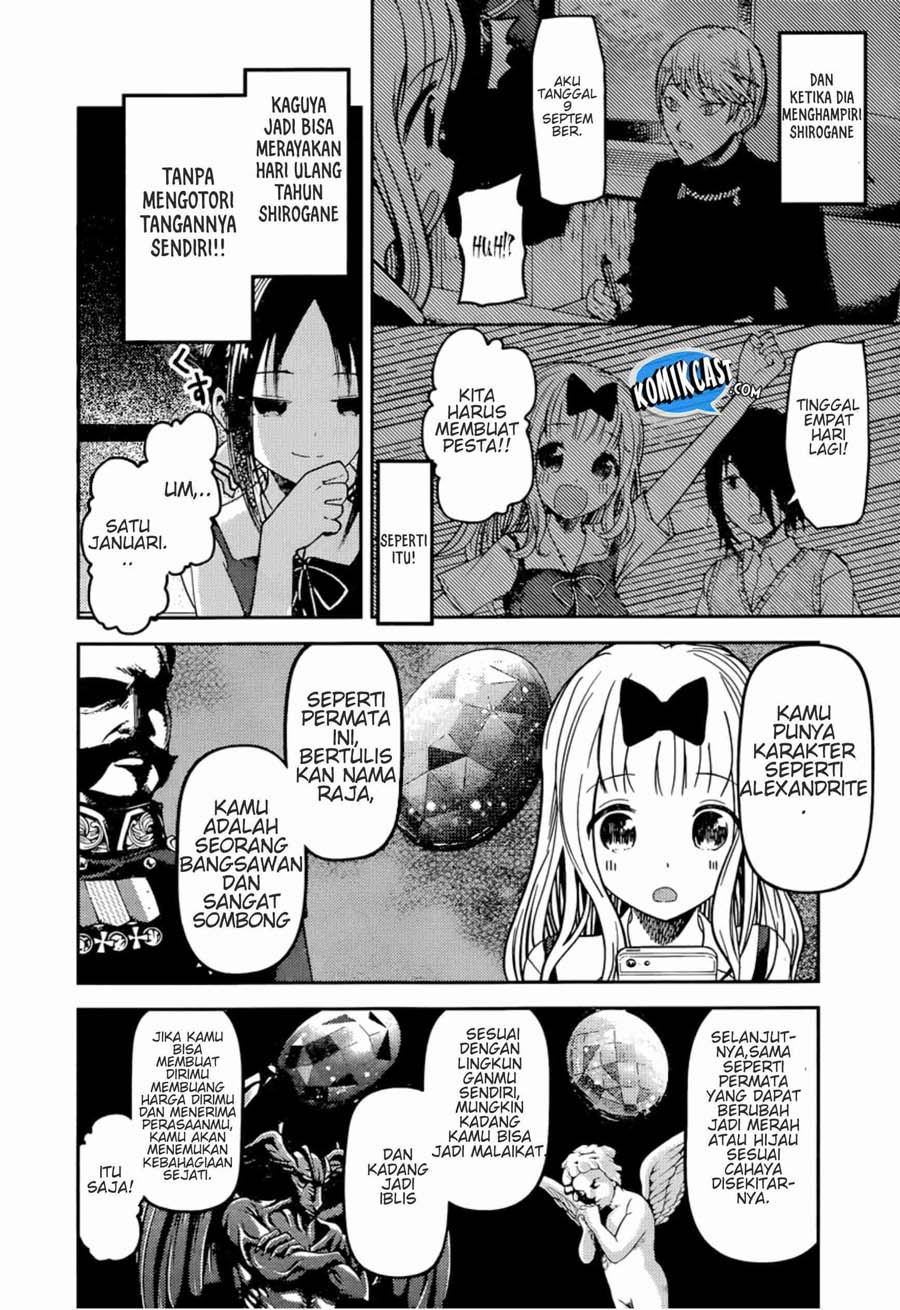 DAN
KETIKA DIA
MENGHAMPIRI
SHIROGANE
AKU
TANGGAL
9
SEPTEM
BER.
HUH!?
TINGGAL
EMPAT
HARI
LAGI!
KOMIKCAST
.COM
KITA
HARUS
MEMBUAT
PESTA!!
SEPERTI
ITU!
KAGUYA
JADI BISA
MERAYAKAN
HARI ULANG
TAHUN
SHIROGANE
TANPA
MENGOTORI
TANGANNYA
SENDIRI!!
くす
UM,..
SATU
JANUARI.
..
KAMU
PUNYA
KARAKTER
SEPERTI
ALEXANDRITE
.
SEPERTI
PERMATA
INI,
BERTULIS
KAN NAMA
RAJA,
KAMU
ADALAH
SEORANG
BANGSAWAN
DAN
SANGAT
SOMBONG
SELANJUT-
NYA,SAMA
SEPERTI
PERMATA
YANG DAPAT
BERUBAH
JADI MERAH
ATAU HIJAU
SESUAI
CAHAYA
DISEKITAR-
NYA.
SESUAI
DENGAN
LINGKUN
GANMU
SENDIRI,
MUNGKIN
KADANG
KAMU BISA
JADI MALAIKAT.
DAN
KADANG
JADI
IBLIS
JIKA KAMU
BISA
MEMBUAT
DIRIMU
MEMBUANG
HARGA DIRIMU
DAN MENERIMA
PERASAANMU,
KAMU AKAN
MENEMUKAN
KEBAHAGIAAN
SEJATI.
ITU
SAJA!